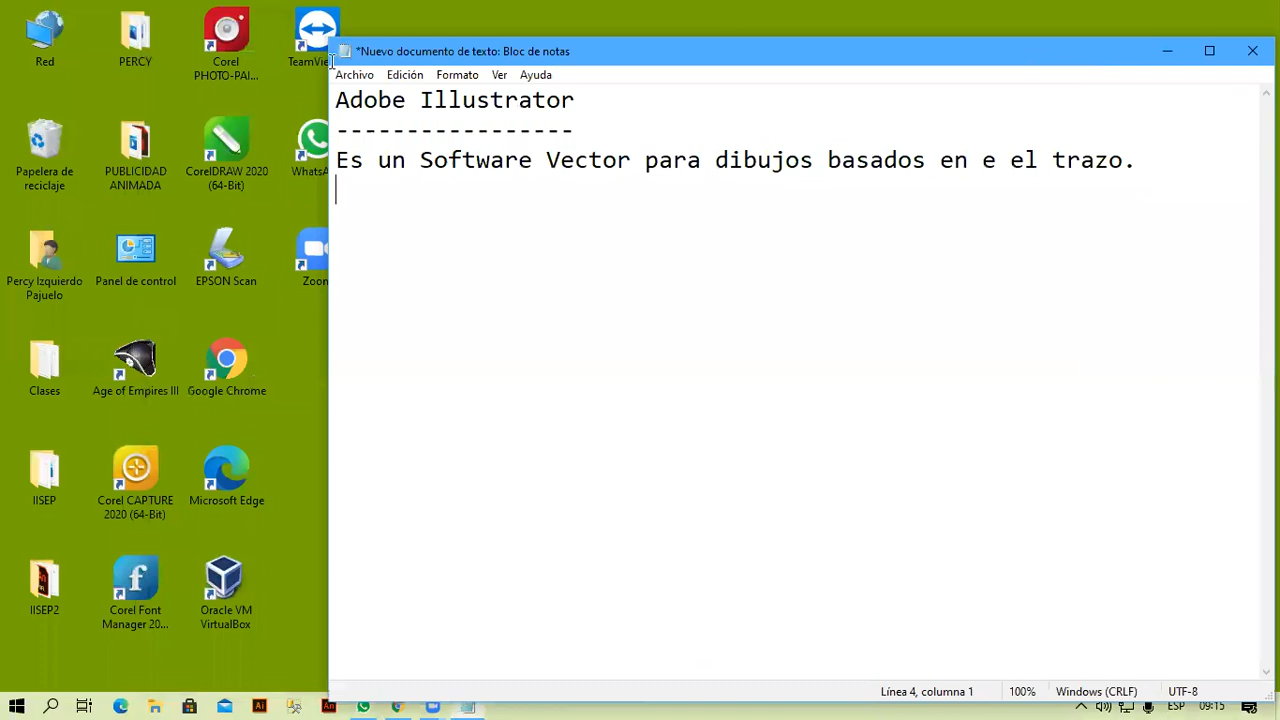 *Nuevo documento de texto: Bloc de notas
Archivo Edición Formato Ver Ayuda
Adobe Illustrator
-----------------
Es un Software Vector para dibujos basados en e el trazo.
Línea 4, columna 1 100% Windows (CRLF) UTF-8
Red
PERCY
Corel
PHOTO-PAI...
Papelera de
reciclaje
PUBLICIDAD
ANIMADA
CorelDRAW 2020
(64-Bit)
Percy Izquierdo
Pajuelo
Panel de control
EPSON Scan
Zoom
Clases
Age of Empires III
Google Chrome
IISEP
Corel CAPTURE
2020 (64-Bit)
Microsoft Edge
IISEP2
Corel Font
Manager 20...
Oracle VM
VirtualBox
Ai
An
ESP
09:15